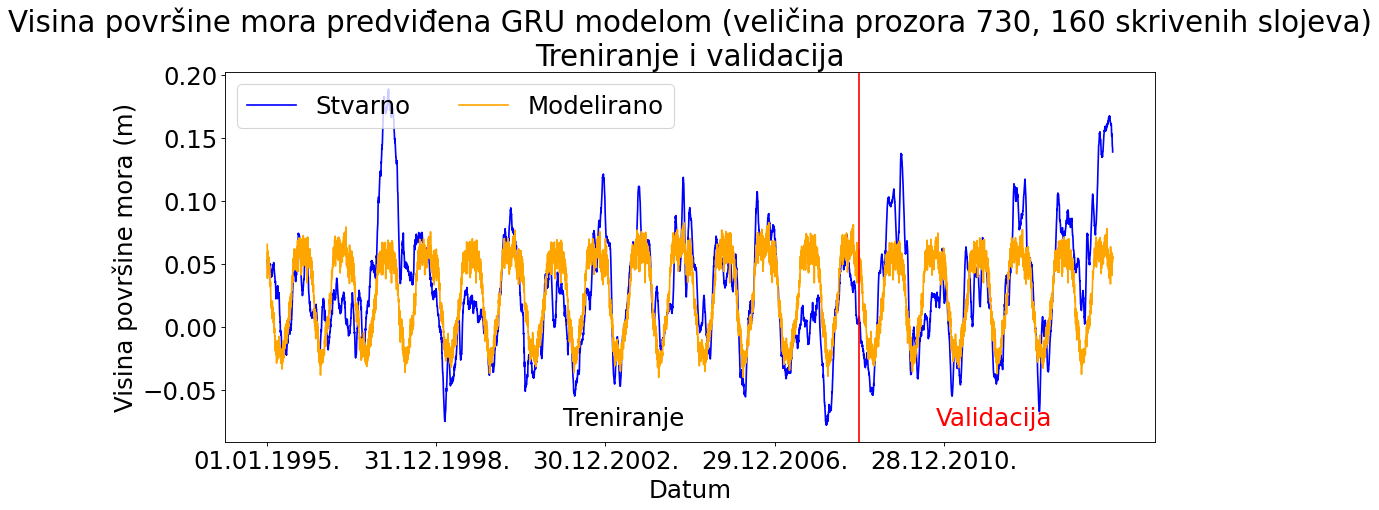 Visina površine mora predviđena GRU modelom (veličina prozora 730, 160 skrivenih slojeva)
Treniranje i validacija
Stvarno
Modelirano
Visina površine mora (m)
0.20
0.15
0.10
0.05
0.00
−0.05
Treniranje
Validacija
01.01.1995.
31.12.1998.
30.12.2002.
29.12.2006.
28.12.2010.
Datum